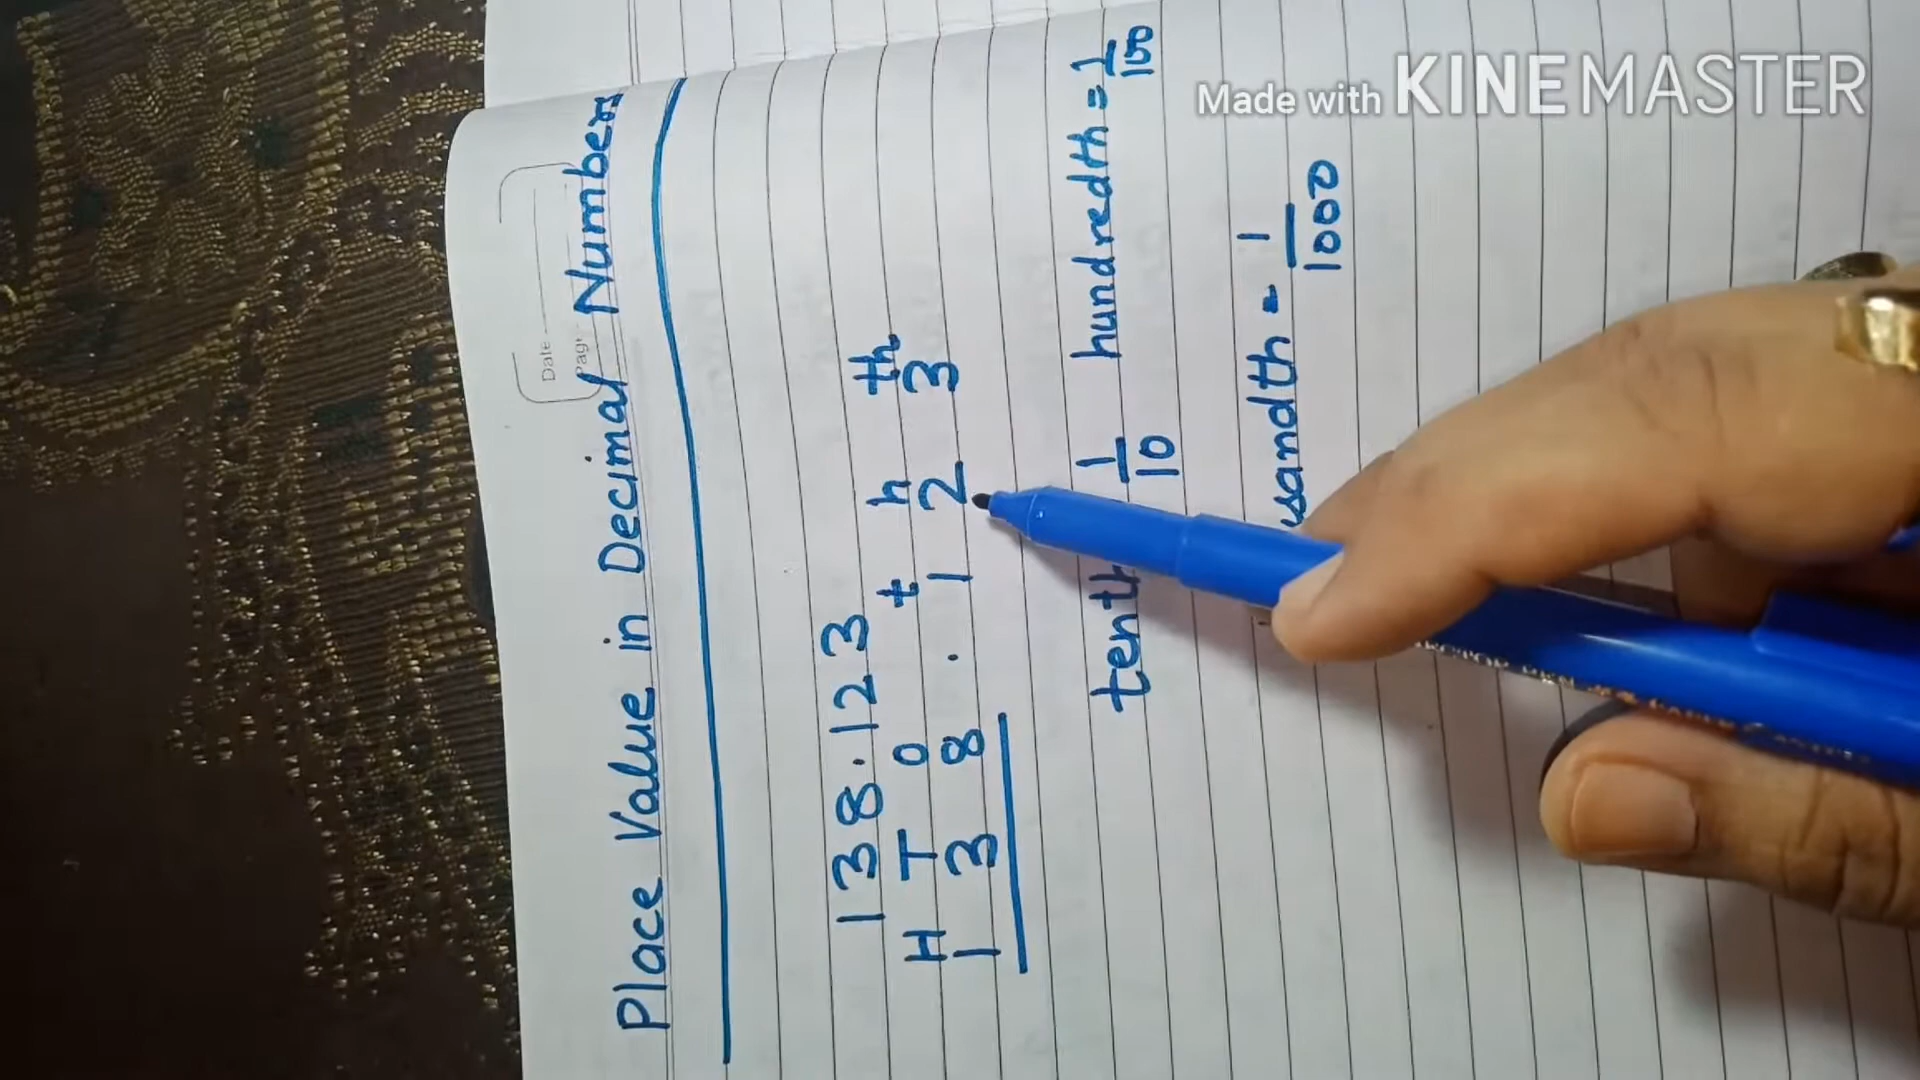 Made with KINEMASTER
Date
Page
Place Value in Decimal Numbers
138.123
H T O t h th
1 3 8 . 1 2 3
tenth 1/10 hundredth = 1/100
sandth = 1/1000